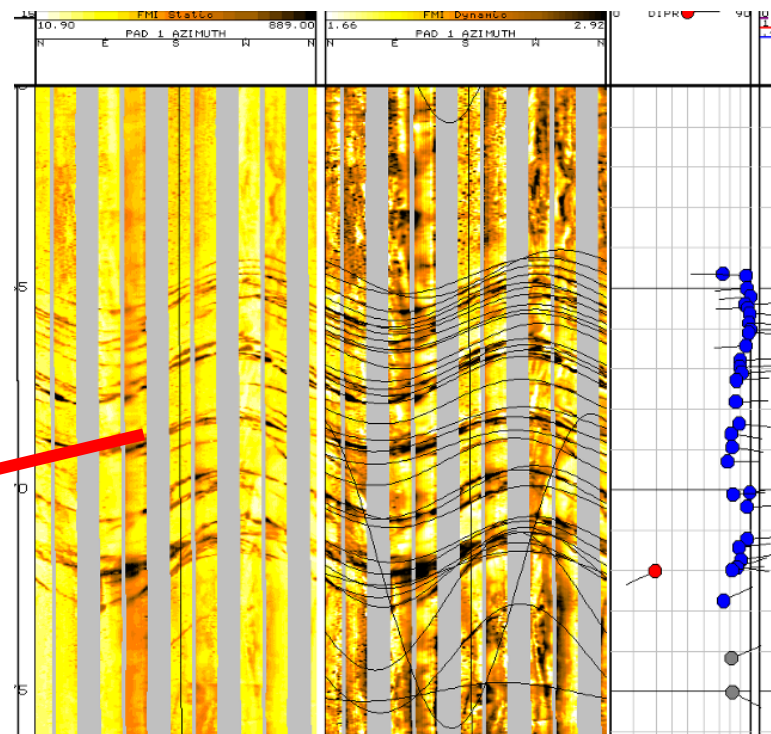 FMI Static FMI Dynamic
10.90 889.00 1.66 2.92 0 DIPR 90
PAD 1 AZIMUTH PAD 1 AZIMUTH
N E S W N N E S W N